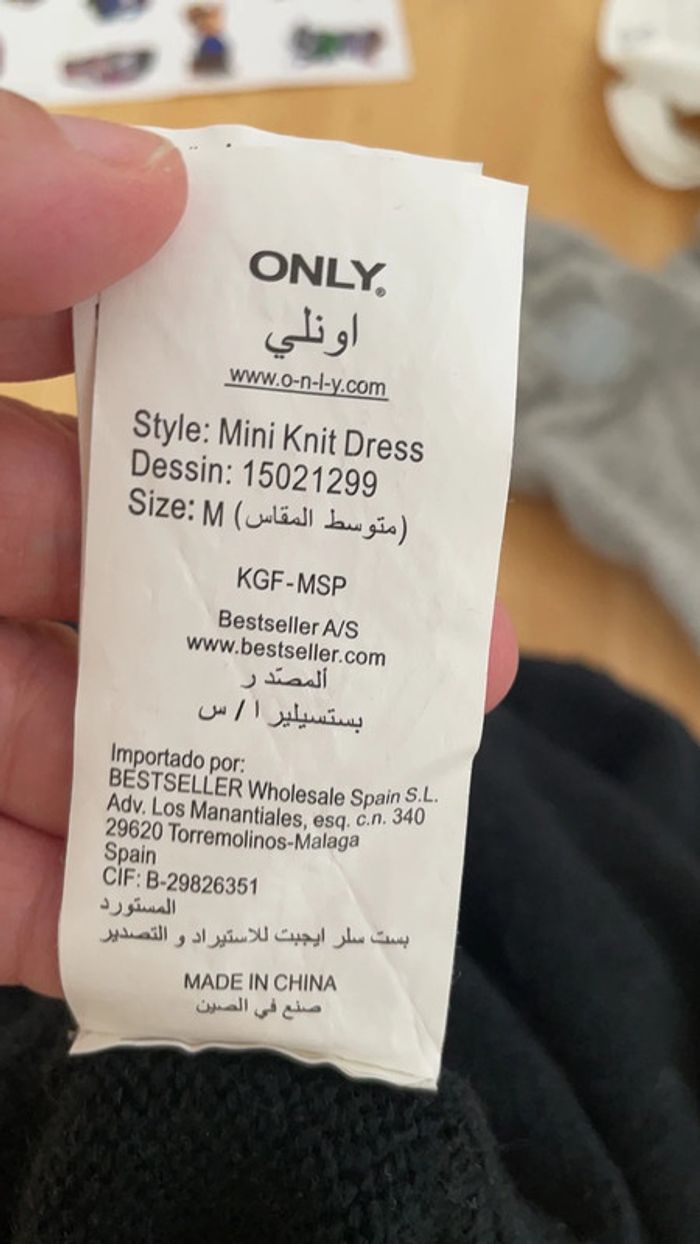 ONLY®
اونلي
www.o-n-l-y.com
Style: Mini Knit Dress
Dessin: 15021299
Size: M (متوسط المقاس)
KGF-MSP
Bestseller A/S
www.bestseller.com
ألمصتد ر
بستسيليز ا / س
Importado por:
BESTSELLER Wholesale Spain S.L.
Adv. Los Manantiales, esq. c.n. 340
29620 Torremolinos-Malaga
Spain
CIF: B-29826351
المستورد
بست سلر ايجبت للاستيراد و التصدير
MADE IN CHINA
صنع في الصين